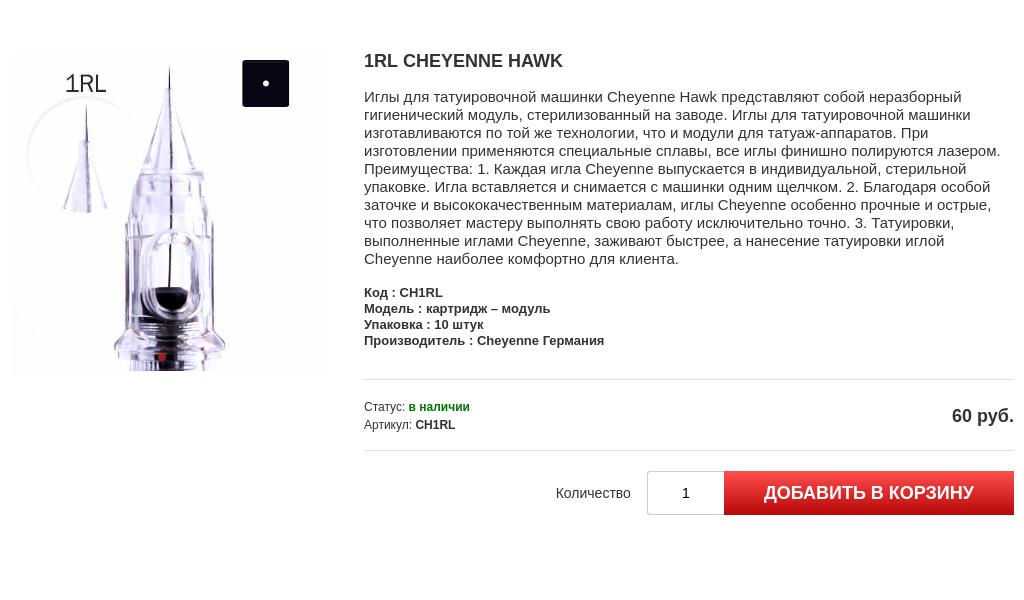 1RL
1RL CHEYENNE HAWK
Иглы для татуировочной машинки Cheyenne Hawk представляют собой неразборный
гигиенический модуль, стерилизованный на заводе. Иглы для татуировочной машинки
изготавливаются по той же технологии, что и модули для татуаж-аппаратов. При
изготовлении применяются специальные сплавы, все иглы финишно полируются лазером.
Преимущества: 1. Каждая игла Cheyenne выпускается в индивидуальной, стерильной
упаковке. Игла вставляется и снимается с машинки одним щелчком. 2. Благодаря особой
заточке и высококачественным материалам, иглы Cheyenne особенно прочные и острые,
что позволяет мастеру выполнять свою работу исключительно точно. 3. Татуировки,
выполненные иглами Cheyenne, заживают быстрее, а нанесение татуировки иглой
Cheyenne наиболее комфортно для клиента.
Код : CH1RL
Модель : картридж – модуль
Упаковка : 10 штук
Производитель : Cheyenne Германия
Статус: в наличии
Артикул: CH1RL
60 руб.
Количество 1 ДОБАВИТЬ В КОРЗИНУ